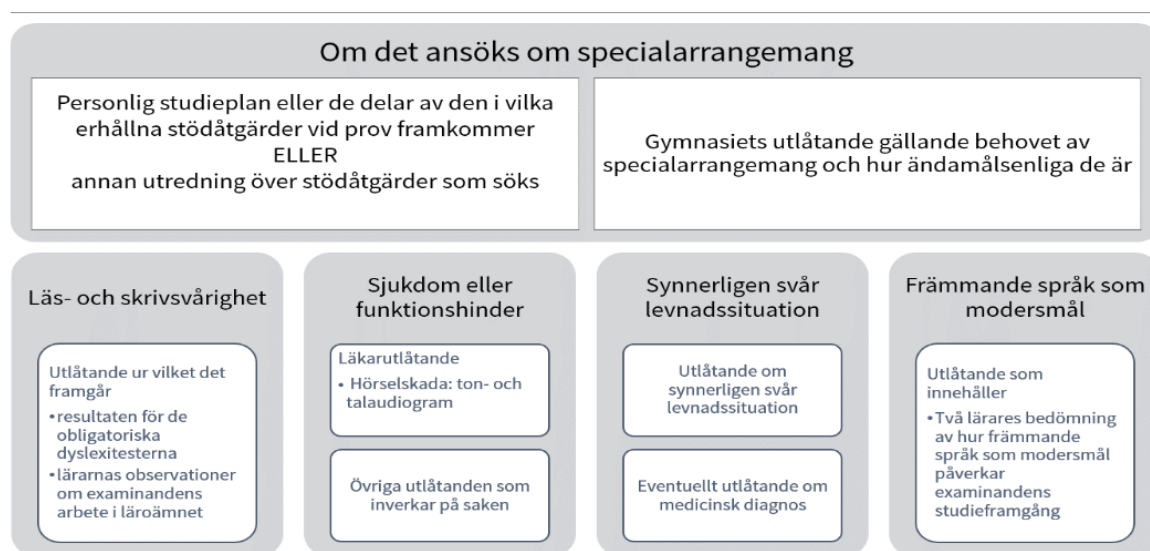 Om det ansöks om specialarrangemang
Personlig studieplan eller de delar av den i vilka
erhållna stödåtgärder vid prov framkommer
ELLER
annan utredning över stödåtgärder som söks
Gymnasiets utlåtande gällande behovet av
specialarrangemang och hur ändamålsenliga de är
Läs- och skrivsvårighet
Utlåtande ur vilket det
framgår
•resultaten för de
obligatoriska
dyslexitesterna
•lärarnas observationer
om examinandens
arbete i läroämnet
Sjukdom eller
funktionshinder
Läkarutlåtande
• Hörselskada: ton- och
talaudiogram
Övriga utlåtanden som
inverkar på saken
Synnerligen svår
levnadssituation
Utlåtande om
synnerligen svår
levnadssituation
Eventuellt utlåtande om
medicinsk diagnos
Främmande språk som
modersmål
Utlåtande som
innehåller
•Två lärares bedömning
av hur främmande
språk som modersmål
påverkar
examinandens
studieframgång